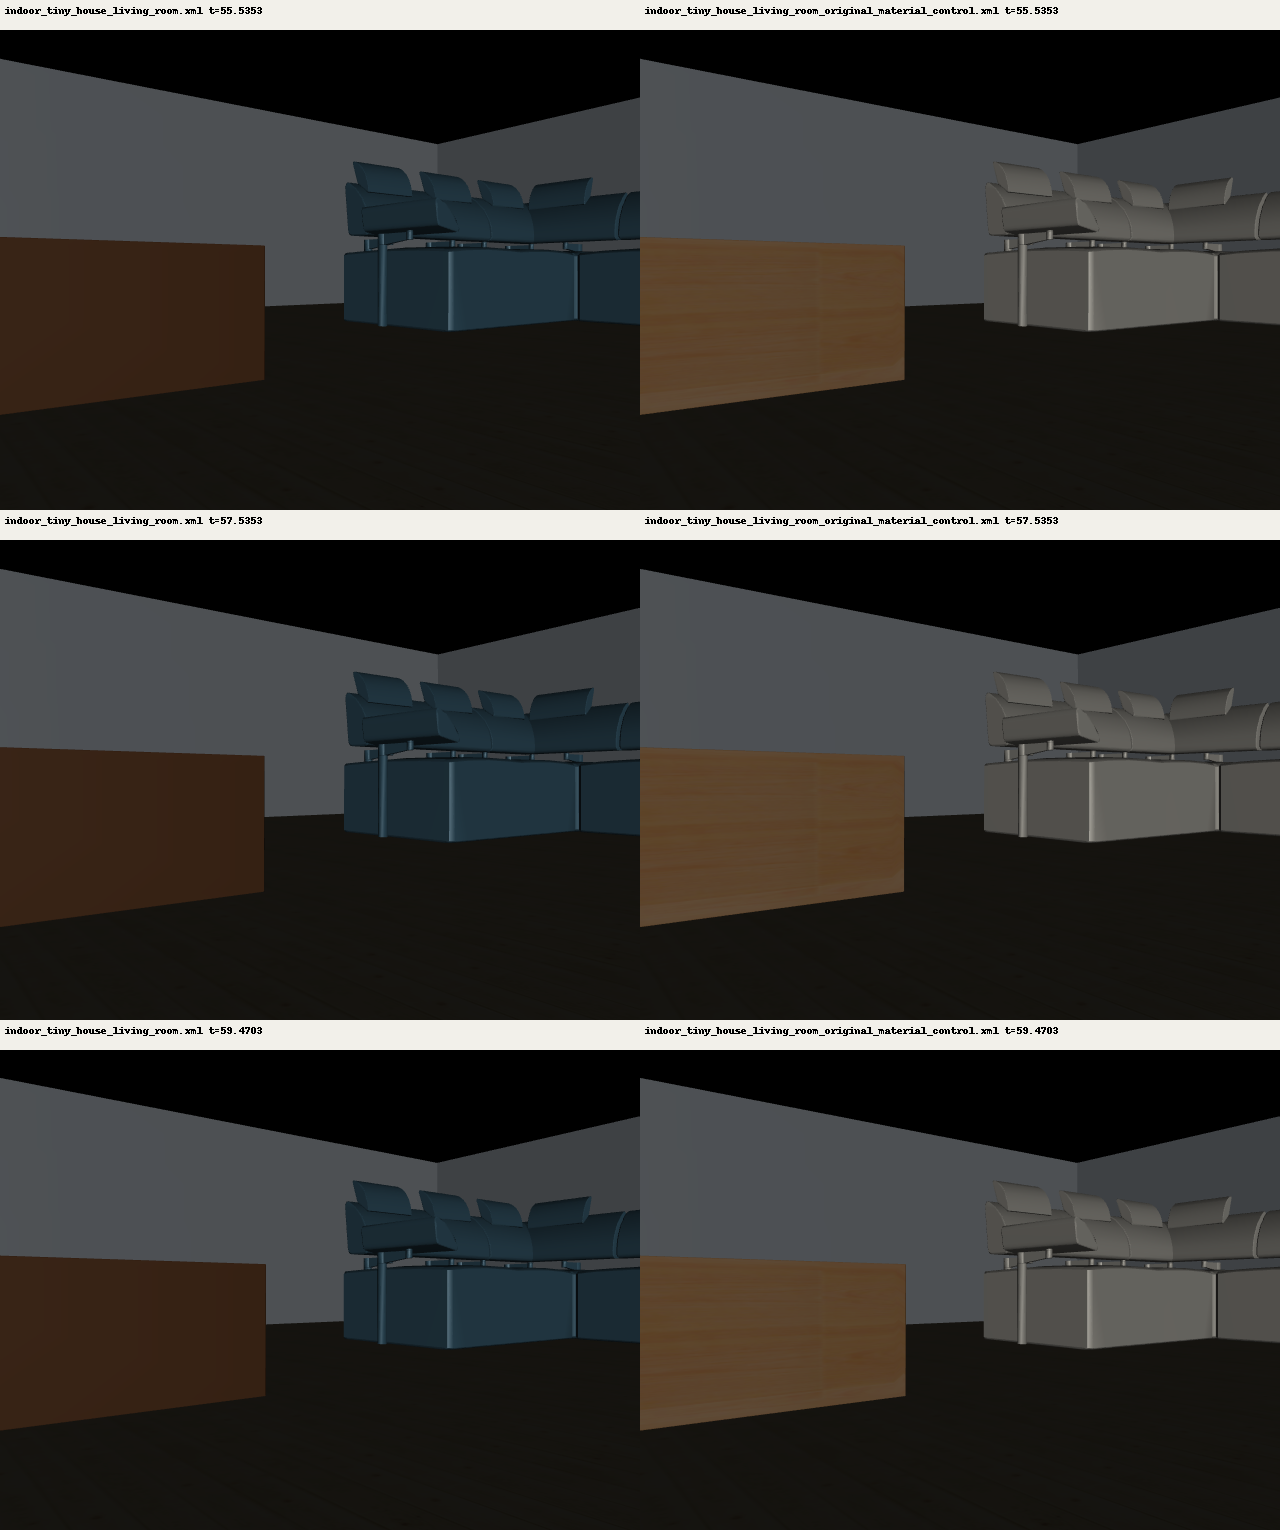 indoor_tiny_house_living_room.xml t=55.5353
indoor_tiny_house_living_room_original_material_control.xml t=55.5353
indoor_tiny_house_living_room.xml t=57.5353
indoor_tiny_house_living_room_original_material_control.xml t=57.5353
indoor_tiny_house_living_room.xml t=59.4703
indoor_tiny_house_living_room_original_material_control.xml t=59.4703